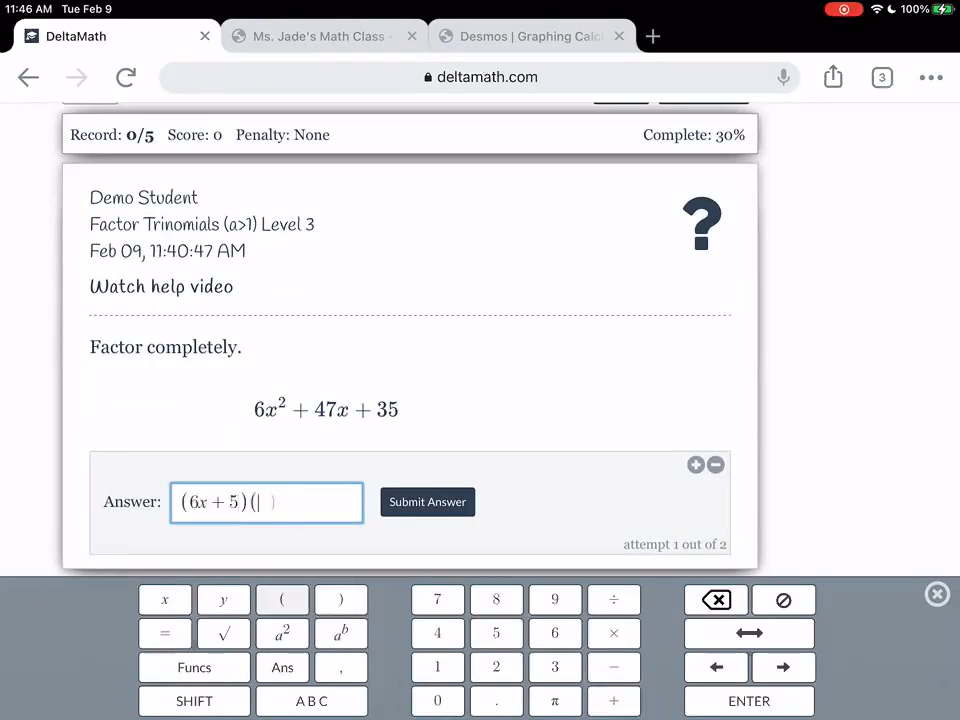 11:46 AM Tue Feb 9
100%
DeltaMath
Ms. Jade's Math Class -
Desmos | Graphing Calc
deltamath.com
3
Record: 0/5 Score: 0 Penalty: None
Complete: 30%
Demo Student
Factor Trinomials (a>1) Level 3
Feb 09, 11:40:47 AM
Watch help video
?
Factor completely.
6x² + 47x + 35
Answer: (6x + 5)( )
Submit Answer
attempt 1 out of 2
x y ( ) 7 8 9 ÷
= √ a² aᵇ 4 5 6 ×
Funcs Ans , 1 2 3 −
SHIFT A B C 0 . π + ENTER